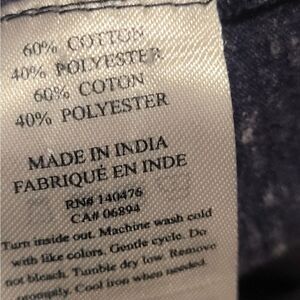 60% COTTON
40% POLYESTER
60% COTON
40% POLYESTER
MADE IN INDIA
FABRIQUÉ EN INDE
RN# 140476
CA# 06894
Turn inside out. Machine wash cold
with like colors. Gentle cycle. Do
not bleach. Tumble dry low. Remove
promptly. Cool iron when needed.